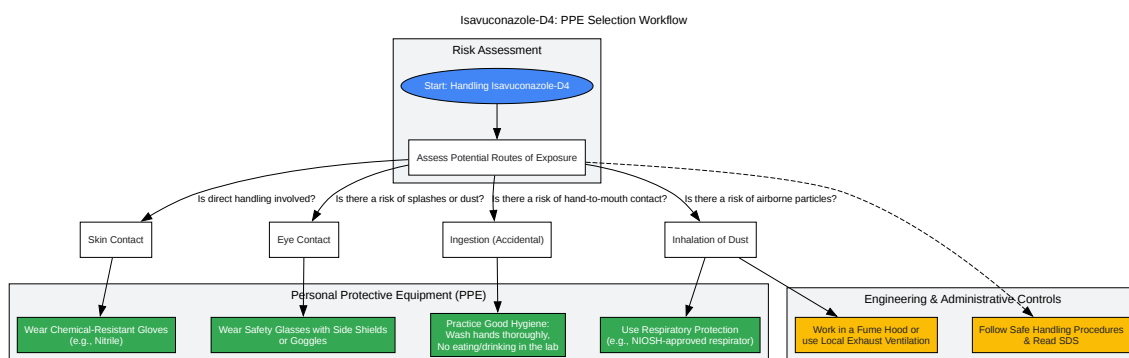 Isavuconazole-D4: PPE Selection Workflow
Risk Assessment
Start: Handling Isavuconazole-D4
Assess Potential Routes of Exposure
Is direct handling involved?
Is there a risk of splashes or dust?
Is there a risk of hand-to-mouth contact?
Is there a risk of airborne particles?
Skin Contact
Eye Contact
Ingestion (Accidental)
Inhalation of Dust
Personal Protective Equipment (PPE)
Wear Chemical-Resistant Gloves
(e.g., Nitrile)
Wear Safety Glasses with Side Shields
or Goggles
Practice Good Hygiene:
Wash hands thoroughly,
No eating/drinking in the lab
Use Respiratory Protection
(e.g., NIOSH-approved respirator)
Engineering & Administrative Controls
Work in a Fume Hood or
use Local Exhaust Ventilation
Follow Safe Handling Procedures
& Read SDS